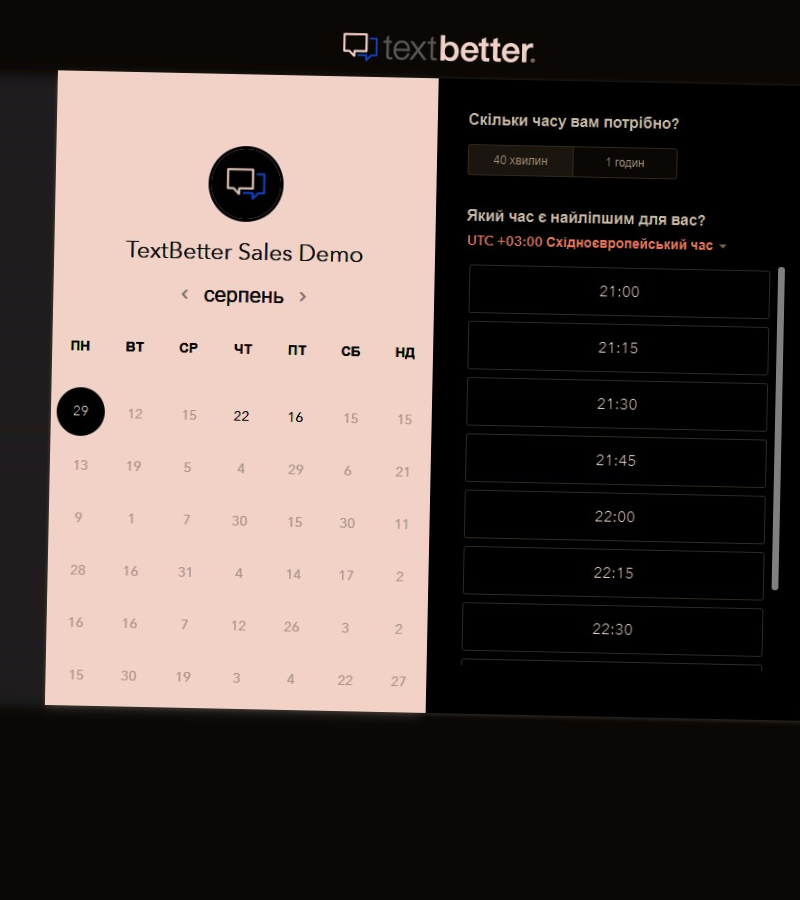 textbetter.
TextBetter Sales Demo
серпень
ПН ВТ СР ЧТ ПТ СБ НД
29 12 15 22 16 15 15
13 19 5 4 29 6 21
9 1 7 30 15 30 11
28 16 31 4 14 17 2
16 16 7 12 26 3 2
15 30 19 3 4 22 27
Скільки часу вам потрібно?
40 хвилин 1 годин
Який час є найліпшим для вас?
UTC +03:00 Східноєвропейський час
21:00
21:15
21:30
21:45
22:00
22:15
22:30